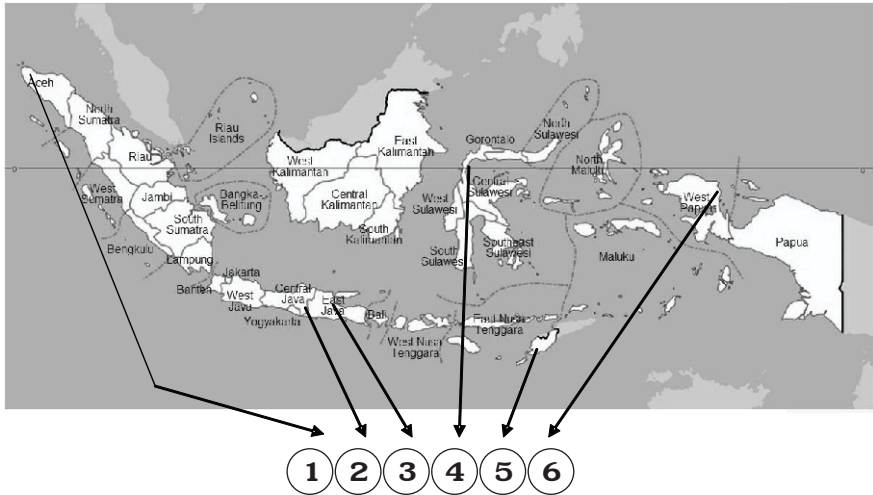 Aceh
North
Sumatra
Riau
Islands
Riau
West
Sumatra
Jambi
Bangka-
Belitung
South
Sumatra
Bengkulu
Lampung
West
Kalimantan
East
Kalimantan
Central
Kalimantan
South
Kalimantan
Gorontalo
North
Sulawesi
Central
Sulawesi
West
Sulawesi
South
Sulawesi
Southeast
Sulawesi
North
Maluku
Maluku
West
Papua
Papua
0
0
Banten
Jakarta
West
Java
Central
Java
Yogyakarta
East
Java
Bali
West Nusa
Tenggara
East Nusa
Tenggara
1 2 3 4 5 6